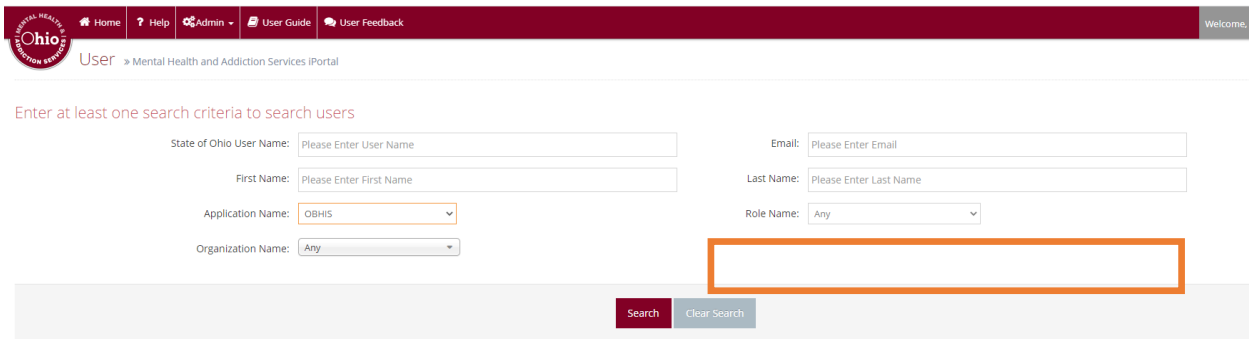 MENTAL HEALTH & ADDICTION SERVICES
Ohio
Home ? Help Admin User Guide User Feedback Welcome,
User » Mental Health and Addiction Services iPortal
Enter at least one search criteria to search users
State of Ohio User Name: Please Enter User Name Email: Please Enter Email
First Name: Please Enter First Name Last Name: Please Enter Last Name
Application Name: OBHIS Role Name: Any
Organization Name: Any
Search Clear Search